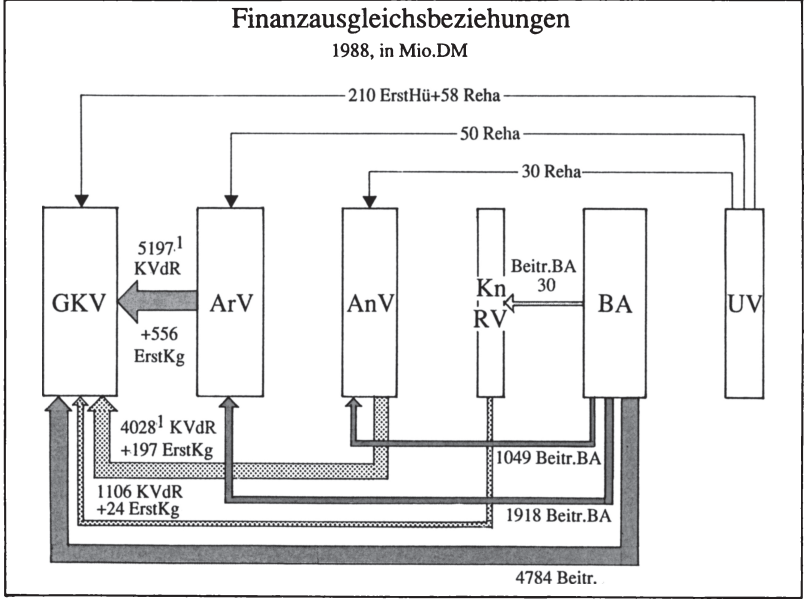 Finanzausgleichsbeziehungen
1988, in Mio.DM
210 ErstHü+58 Reha
50 Reha
30 Reha
GKV
5197¹
KVdR
+556
ErstKg
ArV
AnV
Kn
RV
Beitr.BA
30
BA
UV
4028¹ KVdR
+197 ErstKg
1049 Beitr.BA
1106 KVdR
+24 ErstKg
1918 Beitr.BA
4784 Beitr.